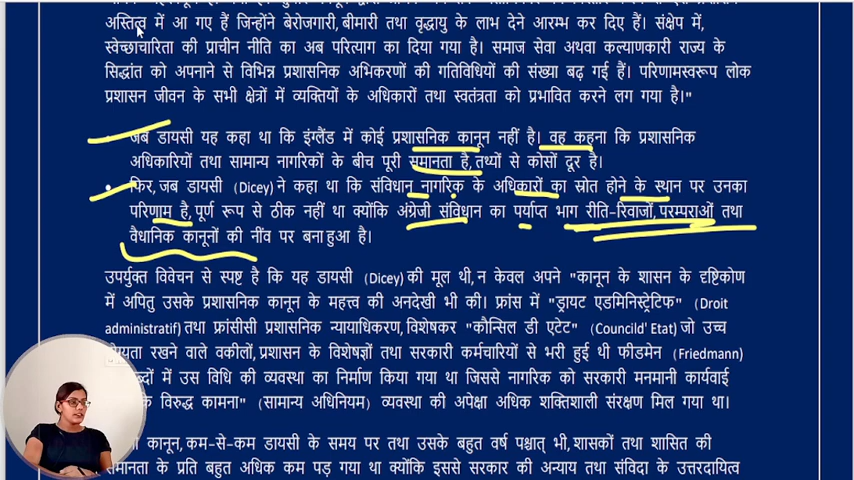 अस्तित्व में आ गए हैं जिन्होंने बेरोजगारी, बीमारी तथा वृद्धायु के लाभ देने आरम्भ कर दिए हैं। संक्षेप में,
स्वेच्छाचारिता की प्राचीन नीति का अब परित्याग का दिया गया है। समाज सेवा अथवा कल्याणकारी राज्य के
सिद्धांत को अपनाने से विभिन्न प्रशासनिक अभिकरणों की गतिविधियों की संख्या बढ़ गई हैं। परिणामस्वरूप लोक
प्रशासन जीवन के सभी क्षेत्रों में व्यक्तियों के अधिकारों तथा स्वतंत्रता को प्रभावित करने लग गया है।"
जब डायसी यह कहा था कि इंग्लैंड में कोई प्रशासनिक कानून नहीं है। वह कहना कि प्रशासनिक
अधिकारियों तथा सामान्य नागरिकों के बीच पूरी समानता है, तथ्यों से कोसों दूर है।
• फिर, जब डायसी (Dicey) ने कहा था कि संविधान नागरिक के अधिकारों का स्रोत होने के स्थान पर उनका
परिणाम है, पूर्ण रूप से ठीक नहीं था क्योंकि अंग्रेजी संविधान का पर्याप्त भाग रीति-रिवाजों, परम्पराओं तथा
वैधानिक कानूनों की नींव पर बना हुआ है।
उपर्युक्त विवेचन से स्पष्ट है कि यह डायसी (Dicey) की मूल थी, न केवल अपने "कानून के शासन के दृष्टिकोण
में अपितु उसके प्रशासनिक कानून के महत्त्व की अनदेखी भी की। फ्रांस में "ड्रायट एडमिनिस्ट्रेटिफ" (Droit
administratif) तथा फ्रांसीसी प्रशासनिक न्यायाधिकरण, विशेषकर "कौन्सिल डी एटेट" (Councild' Etat) जो उच्च
रखने वाले वकीलों, प्रशासन के विशेषज्ञों तथा सरकारी कर्मचारियों से भरी हुई थी फीडमेन (Friedmann)
में उस विधि की व्यवस्था का निर्माण किया गया था जिससे नागरिक को सरकारी मनमानी कार्यवाई
के विरुद्ध कामना" (सामान्य अधिनियम) व्यवस्था की अपेक्षा अधिक शक्तिशाली संरक्षण मिल गया था।
कानून, कम-से-कम डायसी के समय पर तथा उसके बहुत वर्ष पश्चात् भी, शासकों तथा शासित की
समानता के प्रति बहुत अधिक कम पड़ गया था क्योंकि इससे सरकार की अन्याय तथा संविदा के उत्तरदायित्व